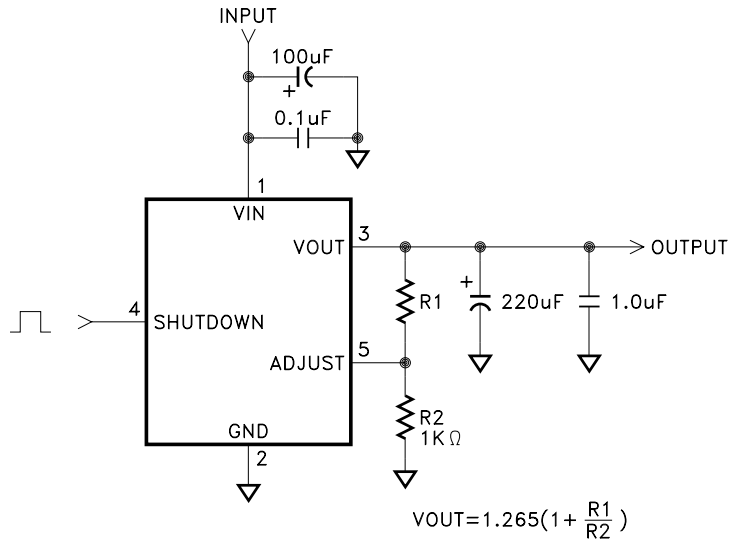 INPUT
100uF
+
0.1uF
1
VIN
VOUT
3
OUTPUT
+
R1
220uF
1.0uF
4
SHUTDOWN
ADJUST
5
R2
1KΩ
GND
2
VOUT=1.265(1+ R1/R2 )